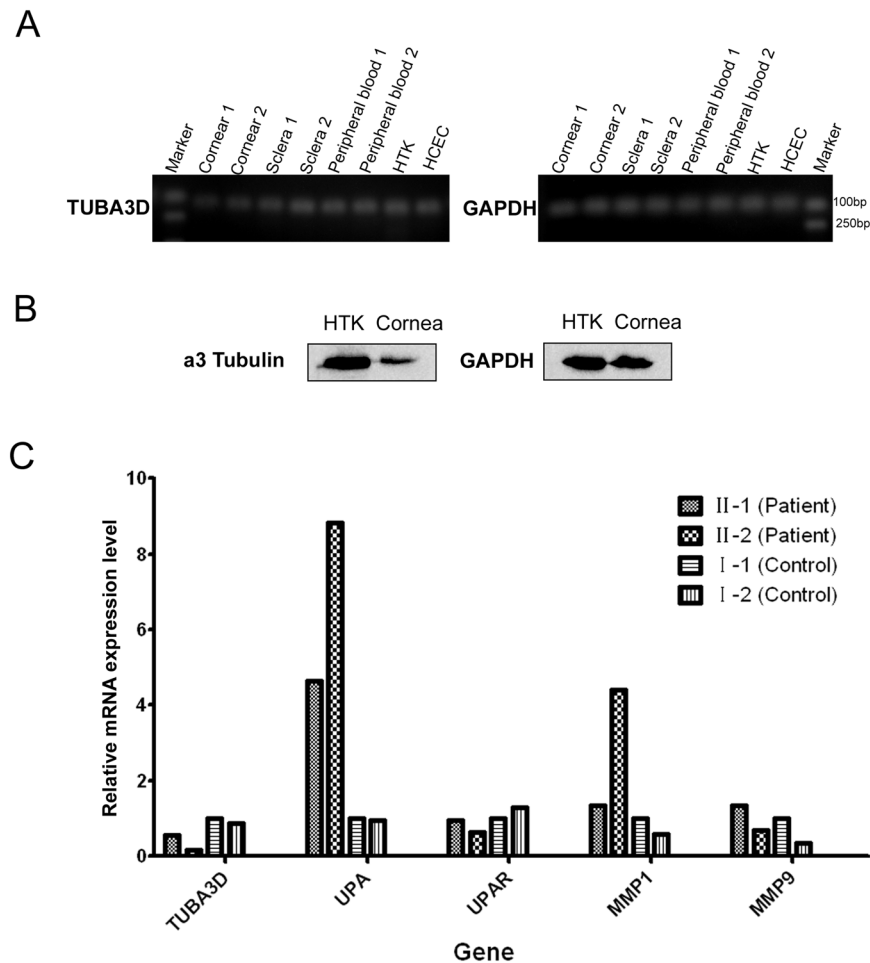 A
Marker
Cornear 1
Cornear 2
Sclera 1
Sclera 2
Peripheral blood 1
Peripheral blood 2
HTK
HCEC
Cornear 1
Cornear 2
Sclera 1
Sclera 2
Peripheral blood 1
Peripheral blood 2
HTK
HCEC
Marker
TUBA3D
GAPDH
100bp
250bp
B
HTK Cornea
HTK Cornea
a3 Tubulin
GAPDH
C
Relative mRNA expression level
10
8
6
4
2
0
II-1 (Patient)
II-2 (Patient)
I-1 (Control)
I-2 (Control)
TUBA3D
UPA
UPAR
MMP1
MMP9
Gene